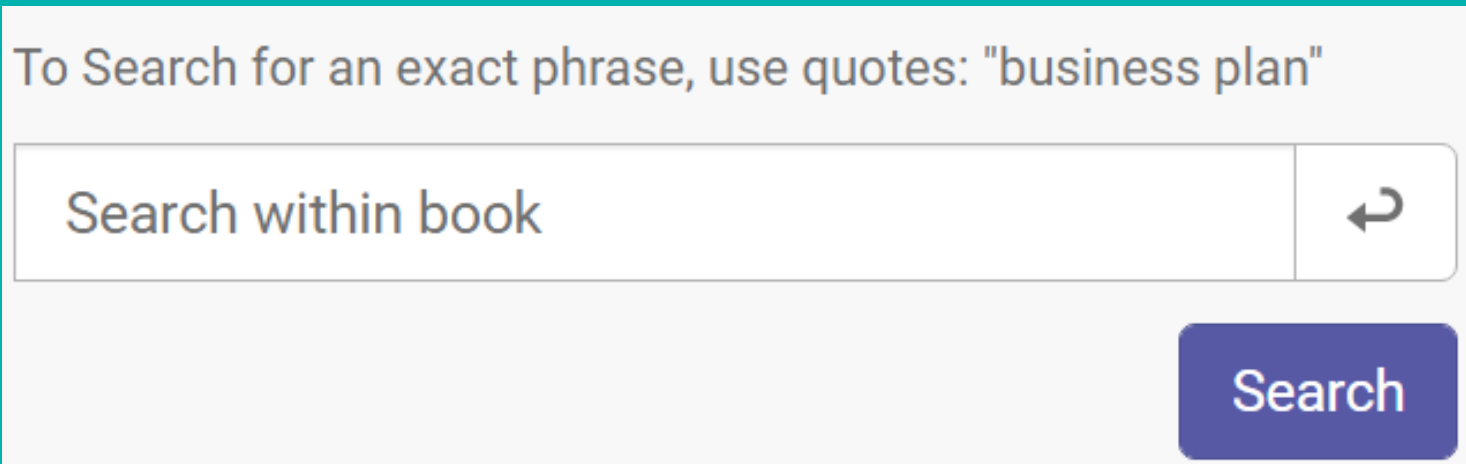 To Search for an exact phrase, use quotes: "business plan"
Search within book
Search